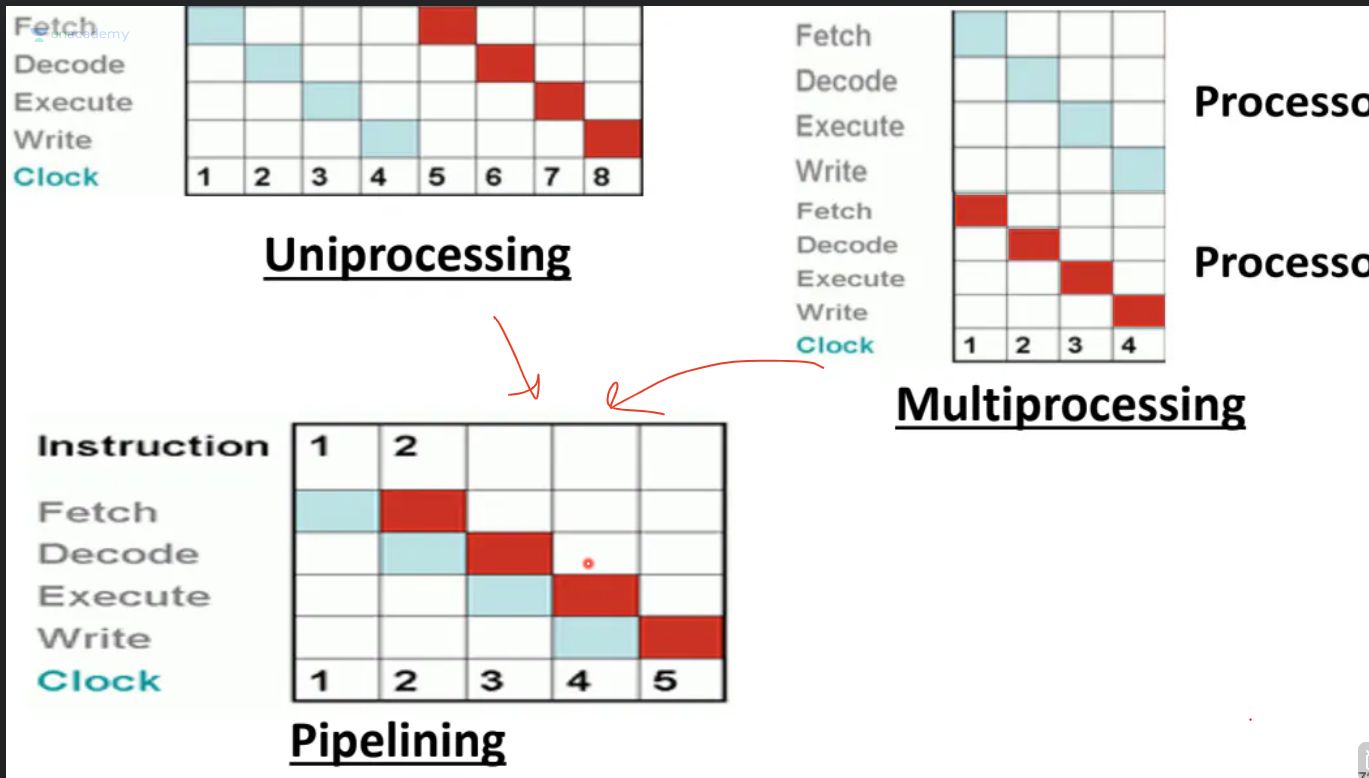 Fetch
unacademy
Decode
Execute
Write
Clock 1 2 3 4 5 6 7 8
Uniprocessing
Fetch
Decode
Execute
Write
Processo
Fetch
Decode
Execute
Write
Processo
Clock 1 2 3 4
Multiprocessing
Instruction 1 2
Fetch
Decode
Execute
Write
Clock 1 2 3 4 5
Pipelining